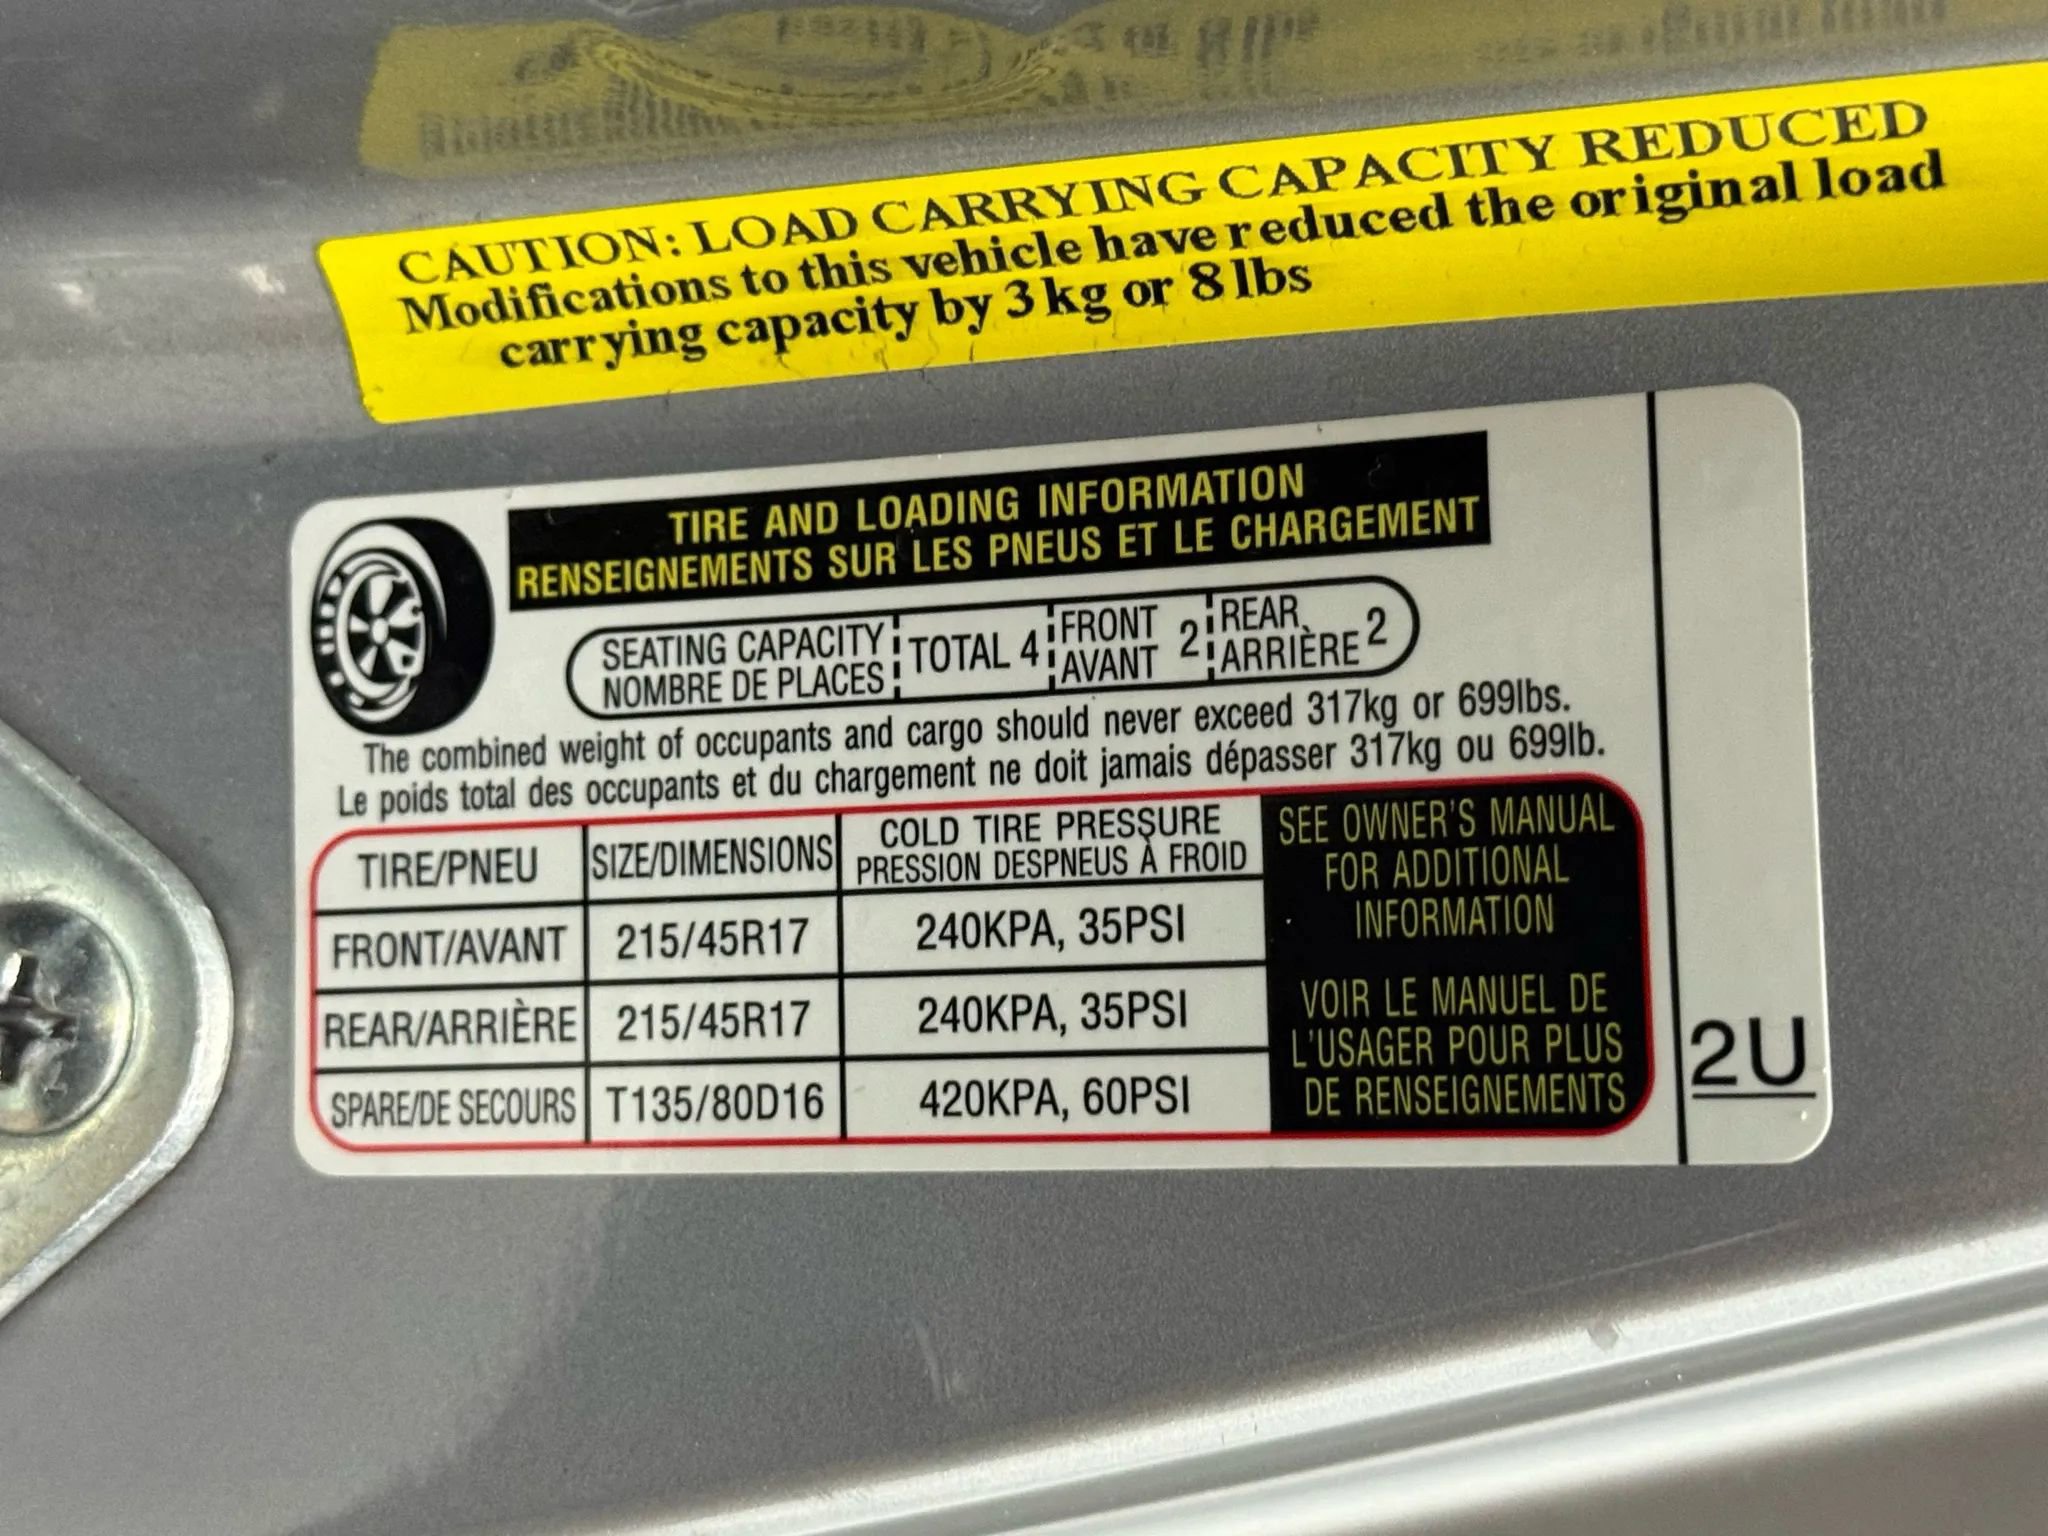 CAUTION: LOAD CARRYING CAPACITY REDUCED
Modifications to this vehicle have reduced the original load
carrying capacity by 3 kg or 8 lbs
TIRE AND LOADING INFORMATION
RENSEIGNEMENTS SUR LES PNEUS ET LE CHARGEMENT
SEATING CAPACITY
NOMBRE DE PLACES
TOTAL 4
FRONT
AVANT
2
REAR
ARRIÈRE
2
The combined weight of occupants and cargo should never exceed 317kg or 699lbs.
Le poids total des occupants et du chargement ne doit jamais dépasser 317kg ou 699lb.
TIRE/PNEU
SIZE/DIMENSIONS
COLD TIRE PRESSURE
PRESSION DESPNEUS À FROID
FRONT/AVANT
215/45R17
240KPA, 35PSI
REAR/ARRIÈRE
215/45R17
240KPA, 35PSI
SPARE/DE SECOURS
T135/80D16
420KPA, 60PSI
SEE OWNER'S MANUAL
FOR ADDITIONAL
INFORMATION
VOIR LE MANUEL DE
L'USAGER POUR PLUS
DE RENSEIGNEMENTS
2U